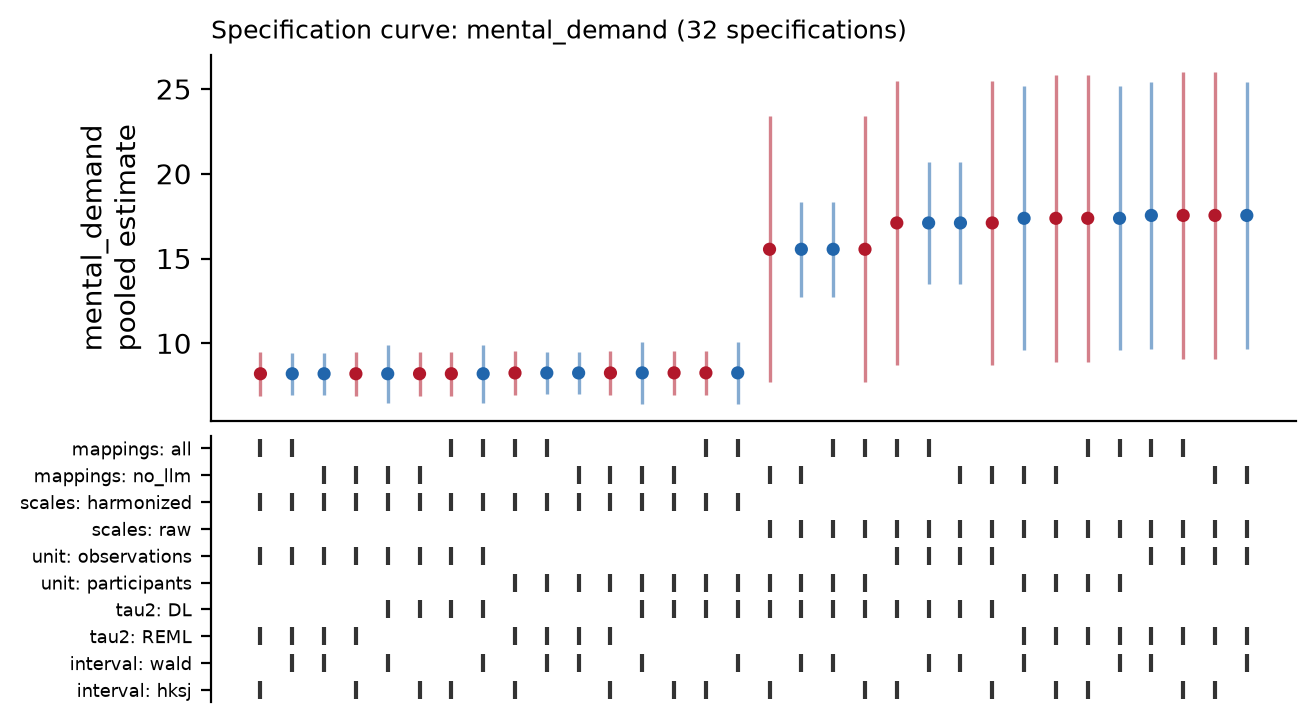 Specification curve: mental_demand (32 specifications)
mental_demand
pooled estimate
25
20
15
10
mappings: all
mappings: no_llm
scales: harmonized
scales: raw
unit: observations
unit: participants
tau2: DL
tau2: REML
interval: wald
interval: hksj